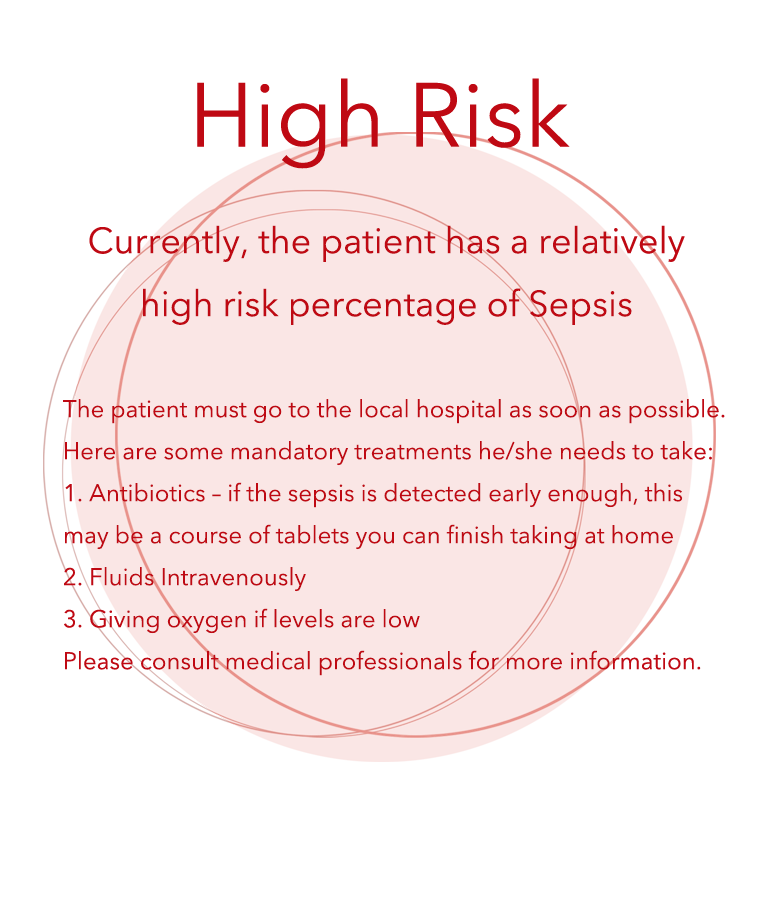 High Risk
Currently, the patient has a relatively
high risk percentage of Sepsis
The patient must go to the local hospital as soon as possible.
Here are some mandatory treatments he/she needs to take:
1. Antibiotics – if the sepsis is detected early enough, this
may be a course of tablets you can finish taking at home
2. Fluids Intravenously
3. Giving oxygen if levels are low
Please consult medical professionals for more information.